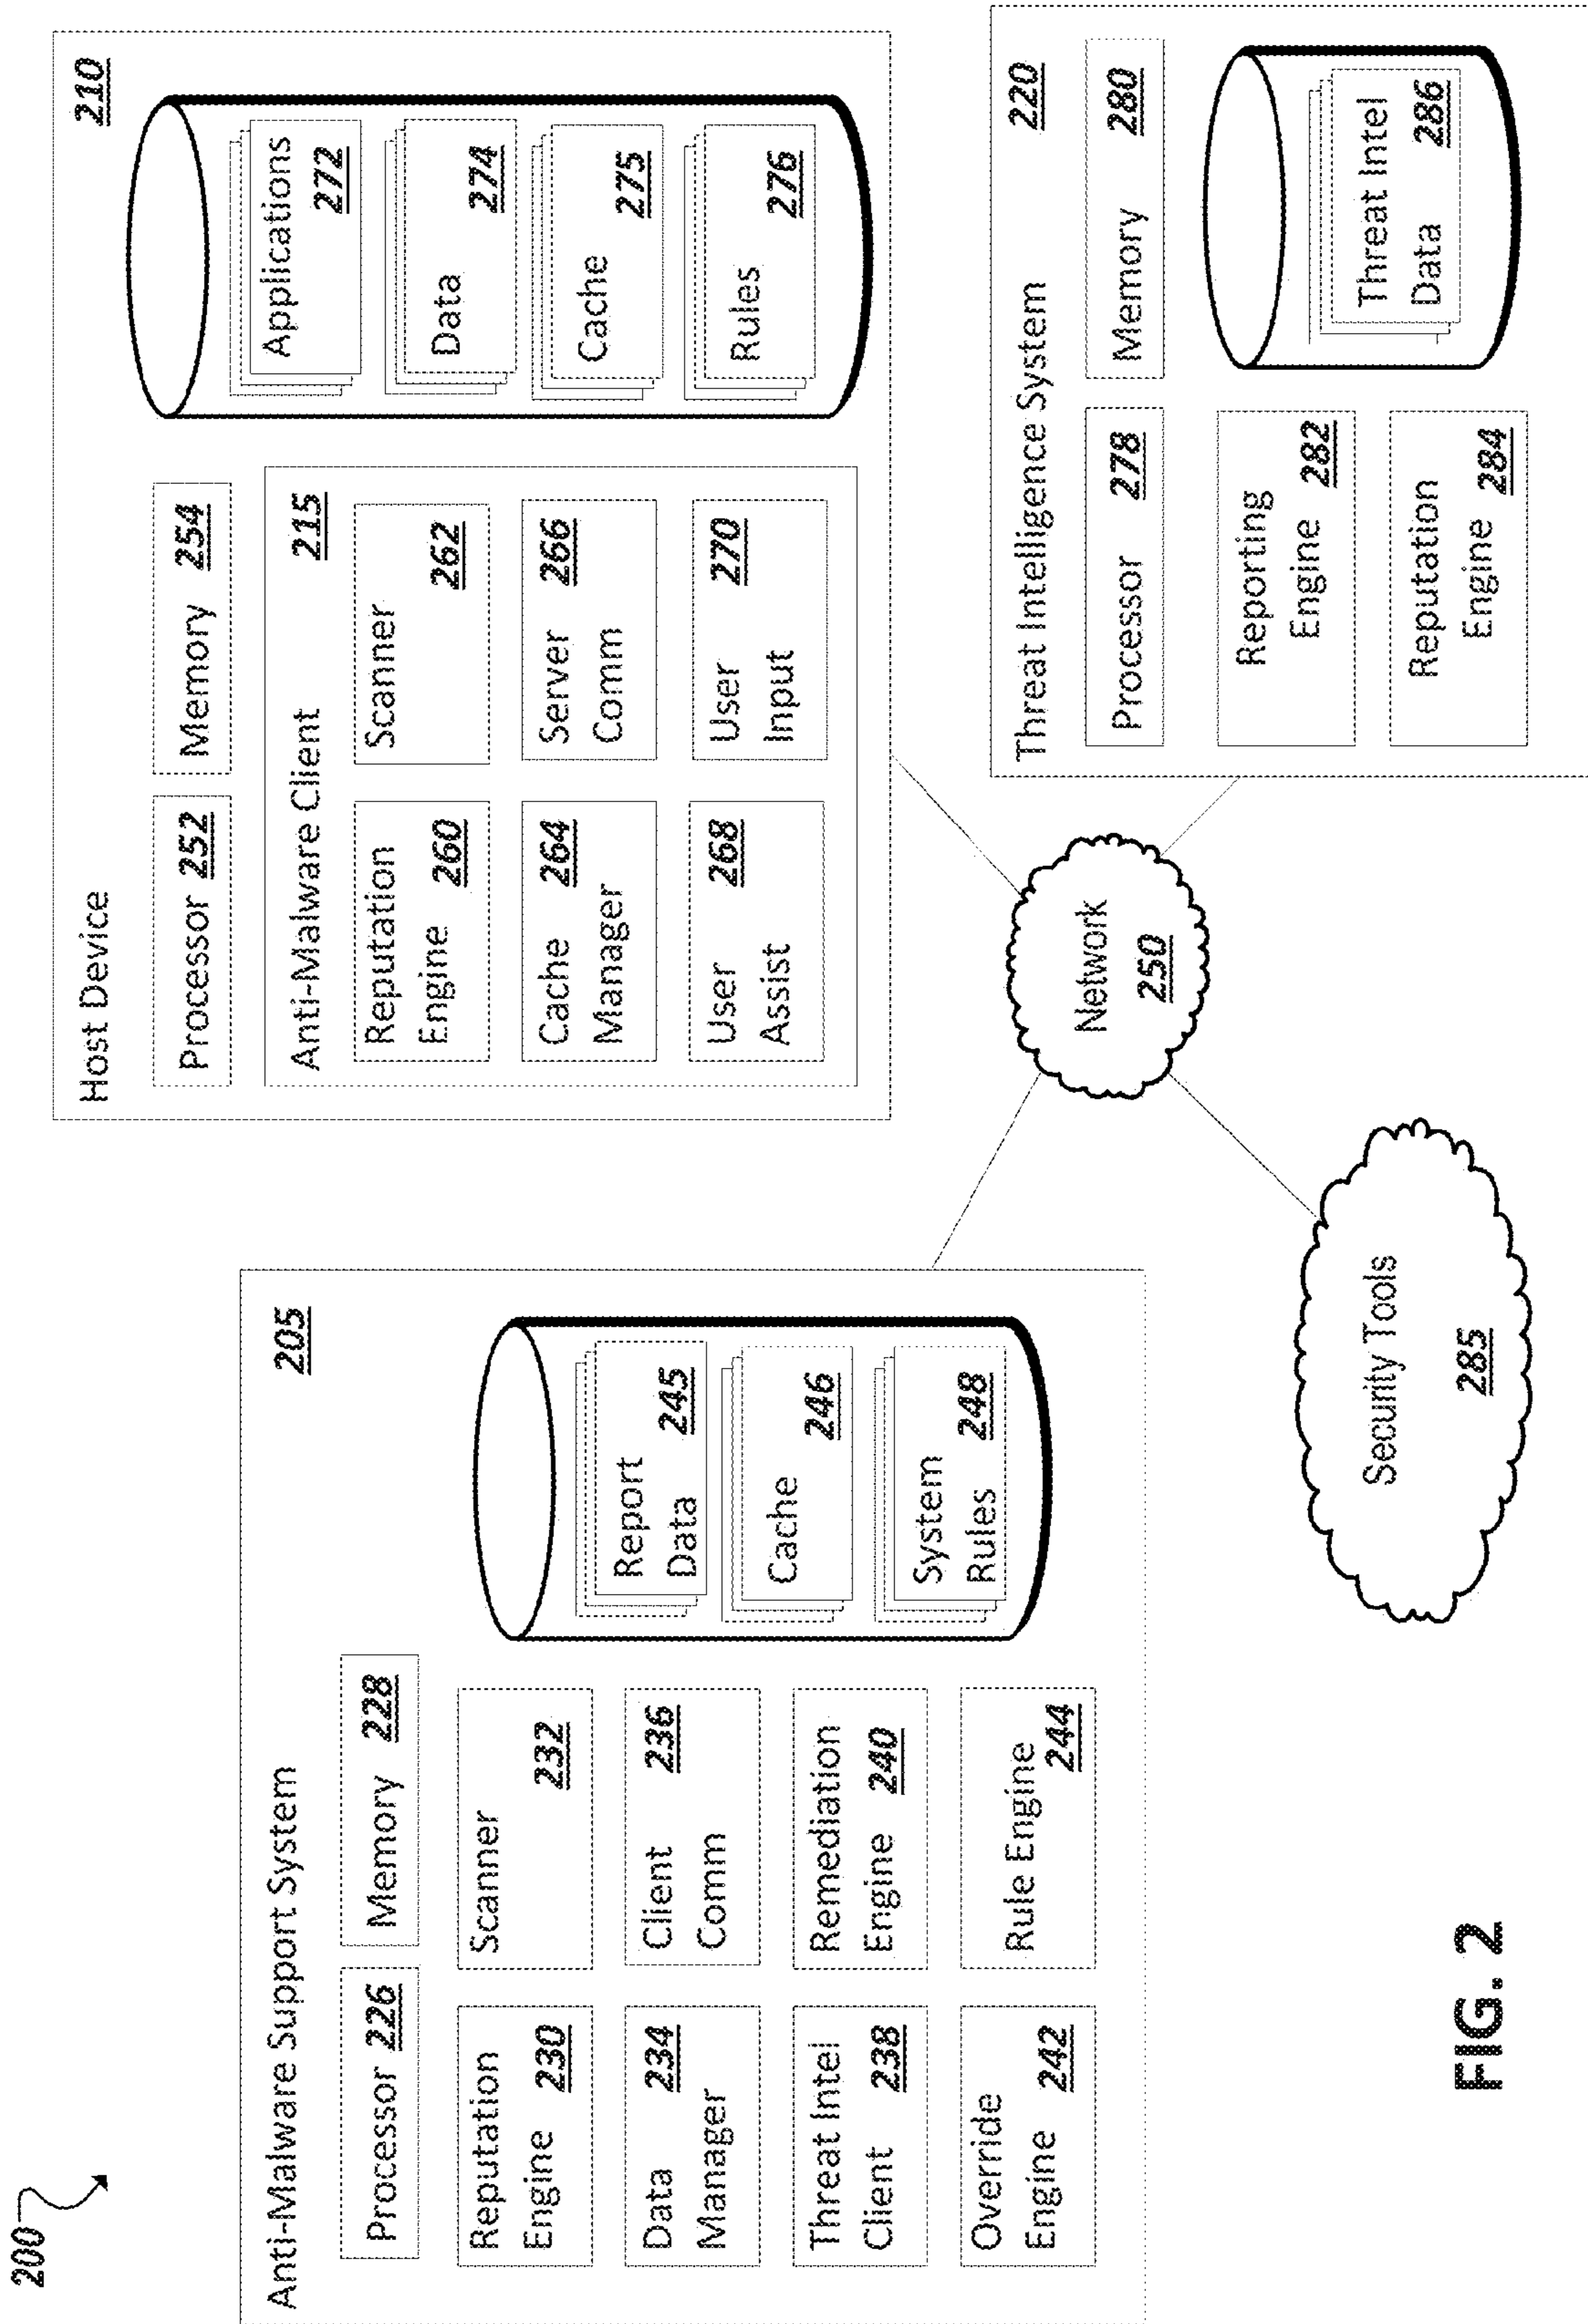 200
Anti-Malware Support System
205
Processor 226
Memory 228
Reputation
Engine 230
Scanner
232
Data 234
Manager
Client 236
Comm
Threat Intel
Client 238
Remediation
Engine 240
Override
Engine 242
Rule Engine
244
Report
Data 245
Cache
246
System
Rules 248
Host Device
210
Processor 252
Memory 254
Anti-Malware Client 215
Reputation
Engine 260
Scanner
262
Cache 264
Manager
Server 266
Comm
User 268
Assist
User 270
Input
Applications
272
Data
274
Cache
275
Rules
276
Network
250
Security Tools
285
Threat Intelligence System 220
Processor 278
Memory 280
Reporting
Engine 282
Reputation
Engine 284
Threat Intel
Data 286
FIG. 2